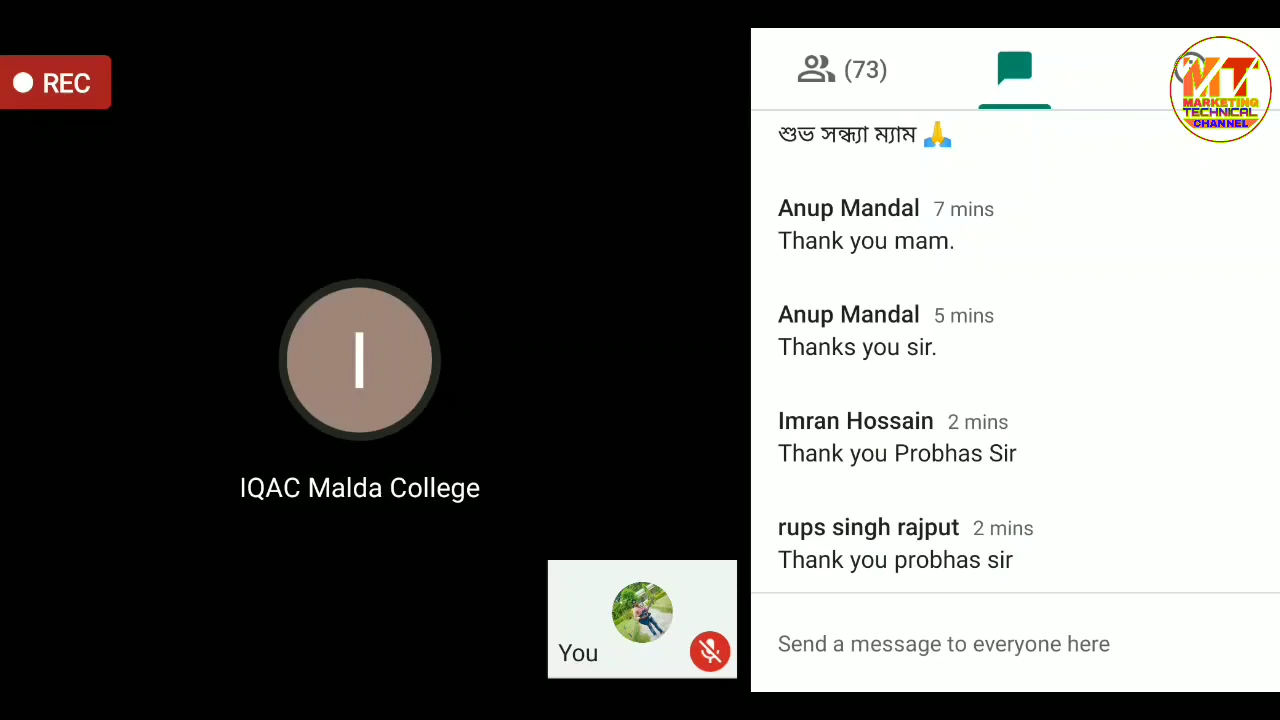 REC
(73)
MT
MARKETING
TECHNICAL
CHANNEL
শুভ সন্ধ্যা ম্যাম 🙏
Anup Mandal 7 mins
Thank you mam.
Anup Mandal 5 mins
Thanks you sir.
Imran Hossain 2 mins
Thank you Probhas Sir
rups singh rajput 2 mins
Thank you probhas sir
Send a message to everyone here
I
IQAC Malda College
You